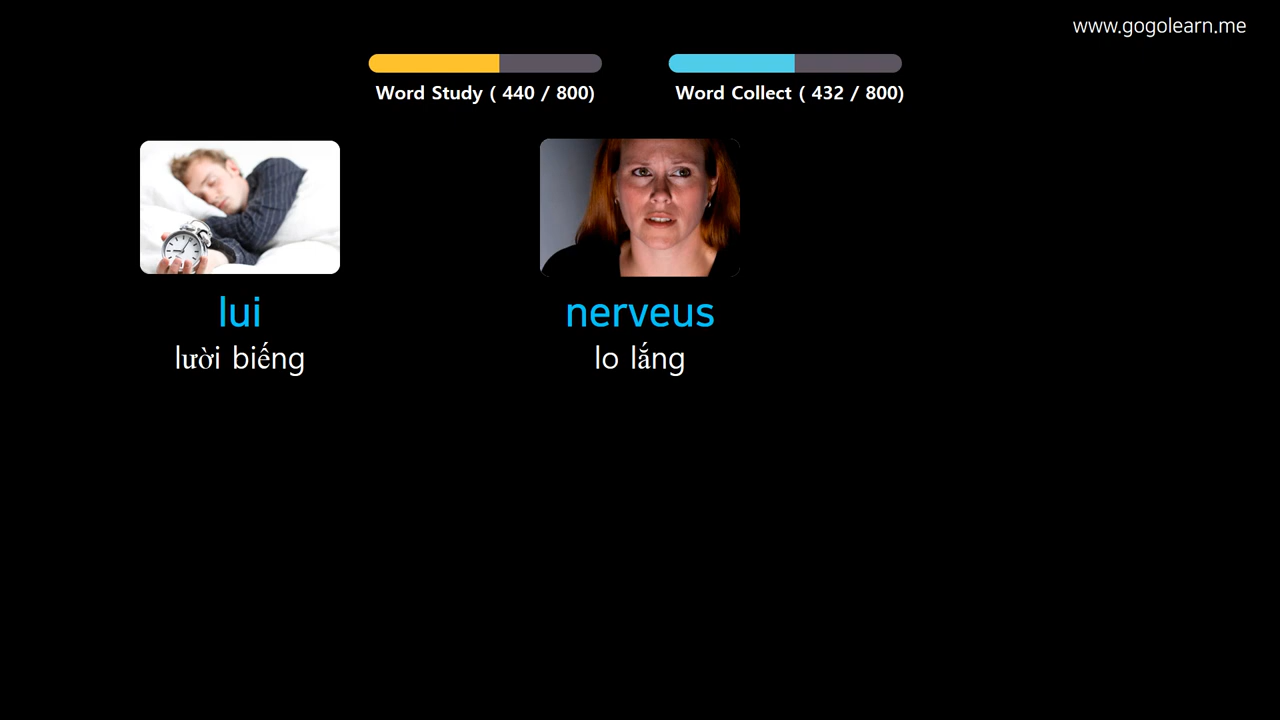 www.gogolearn.me
Word Study ( 440 / 800)
Word Collect ( 432 / 800)
lui
lười biếng
nerveus
lo lắng